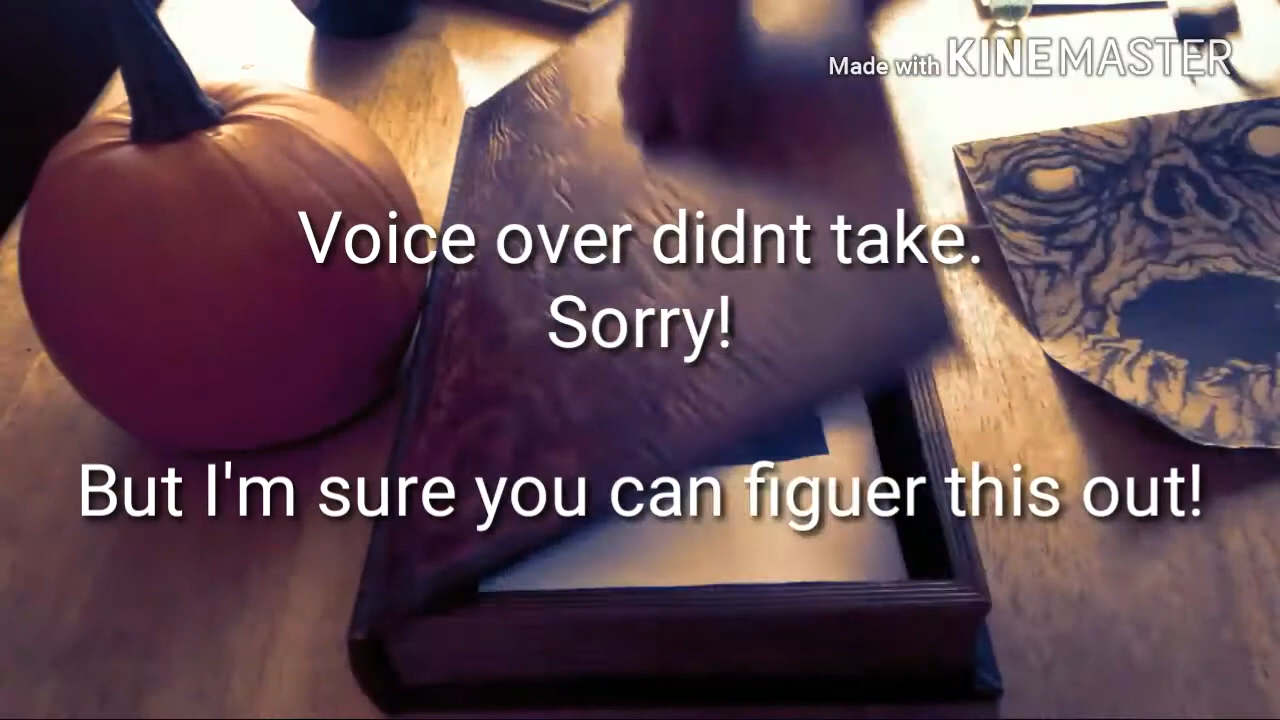 Made with KINEMASTER
Voice over didnt take.
Sorry!
But I'm sure you can figuer this out!